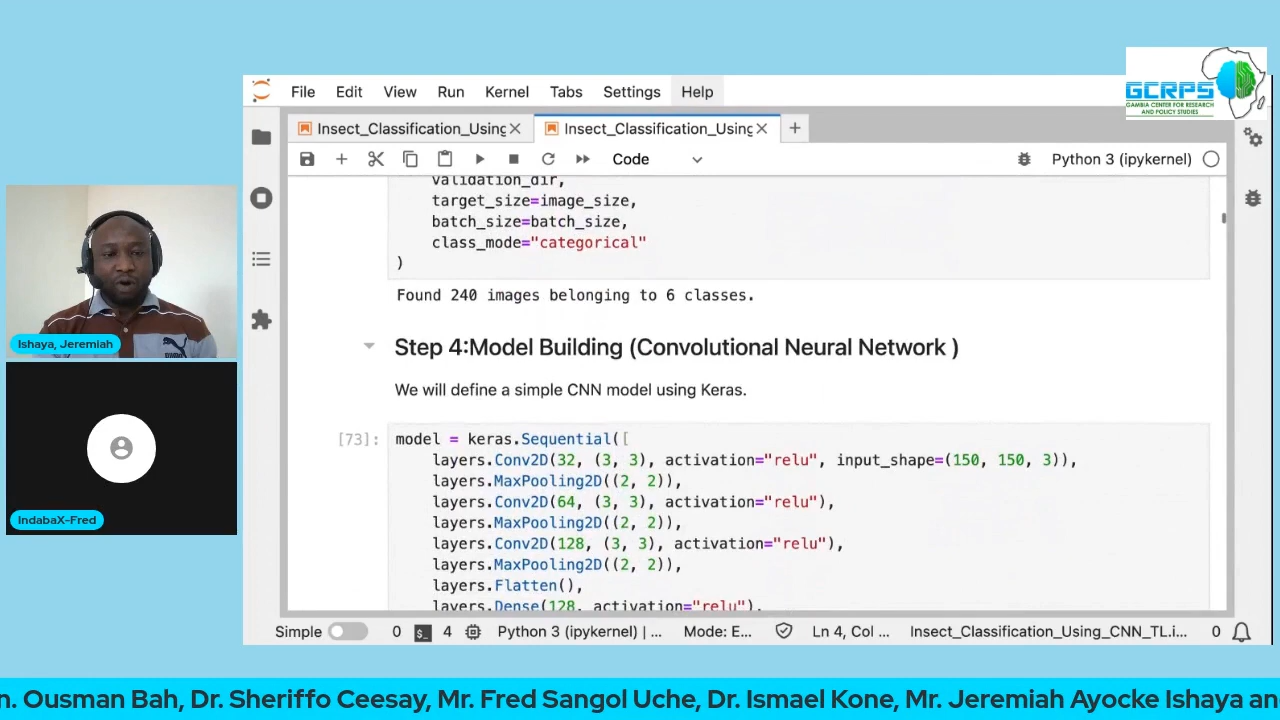 GCRPS
GAMBIA CENTER FOR RESEARCH
AND POLICY STUDIES
File Edit View Run Kernel Tabs Settings Help
Insect_Classification_Using
Insect_Classification_Using
Code
Python 3 (ipykernel)
validation_dir,
target_size=image_size,
batch_size=batch_size,
class_mode="categorical"
)
Found 240 images belonging to 6 classes.
Step 4:Model Building (Convolutional Neural Network )
We will define a simple CNN model using Keras.
[73]: model = keras.Sequential([
layers.Conv2D(32, (3, 3), activation="relu", input_shape=(150, 150, 3)),
layers.MaxPooling2D((2, 2)),
layers.Conv2D(64, (3, 3), activation="relu"),
layers.MaxPooling2D((2, 2)),
layers.Conv2D(128, (3, 3), activation="relu"),
layers.MaxPooling2D((2, 2)),
layers.Flatten(),
layers.Dense(128, activation="relu"),
Simple 0 $_ 4 Python 3 (ipykernel) | ... Mode: E... Ln 4, Col ... Insect_Classification_Using_CNN_TL.i... 0
Ishaya, Jeremiah
IndabaX-Fred
n. Ousman Bah, Dr. Sheriffo Ceesay, Mr. Fred Sangol Uche, Dr. Ismael Kone, Mr. Jeremiah Ayocke Ishaya an